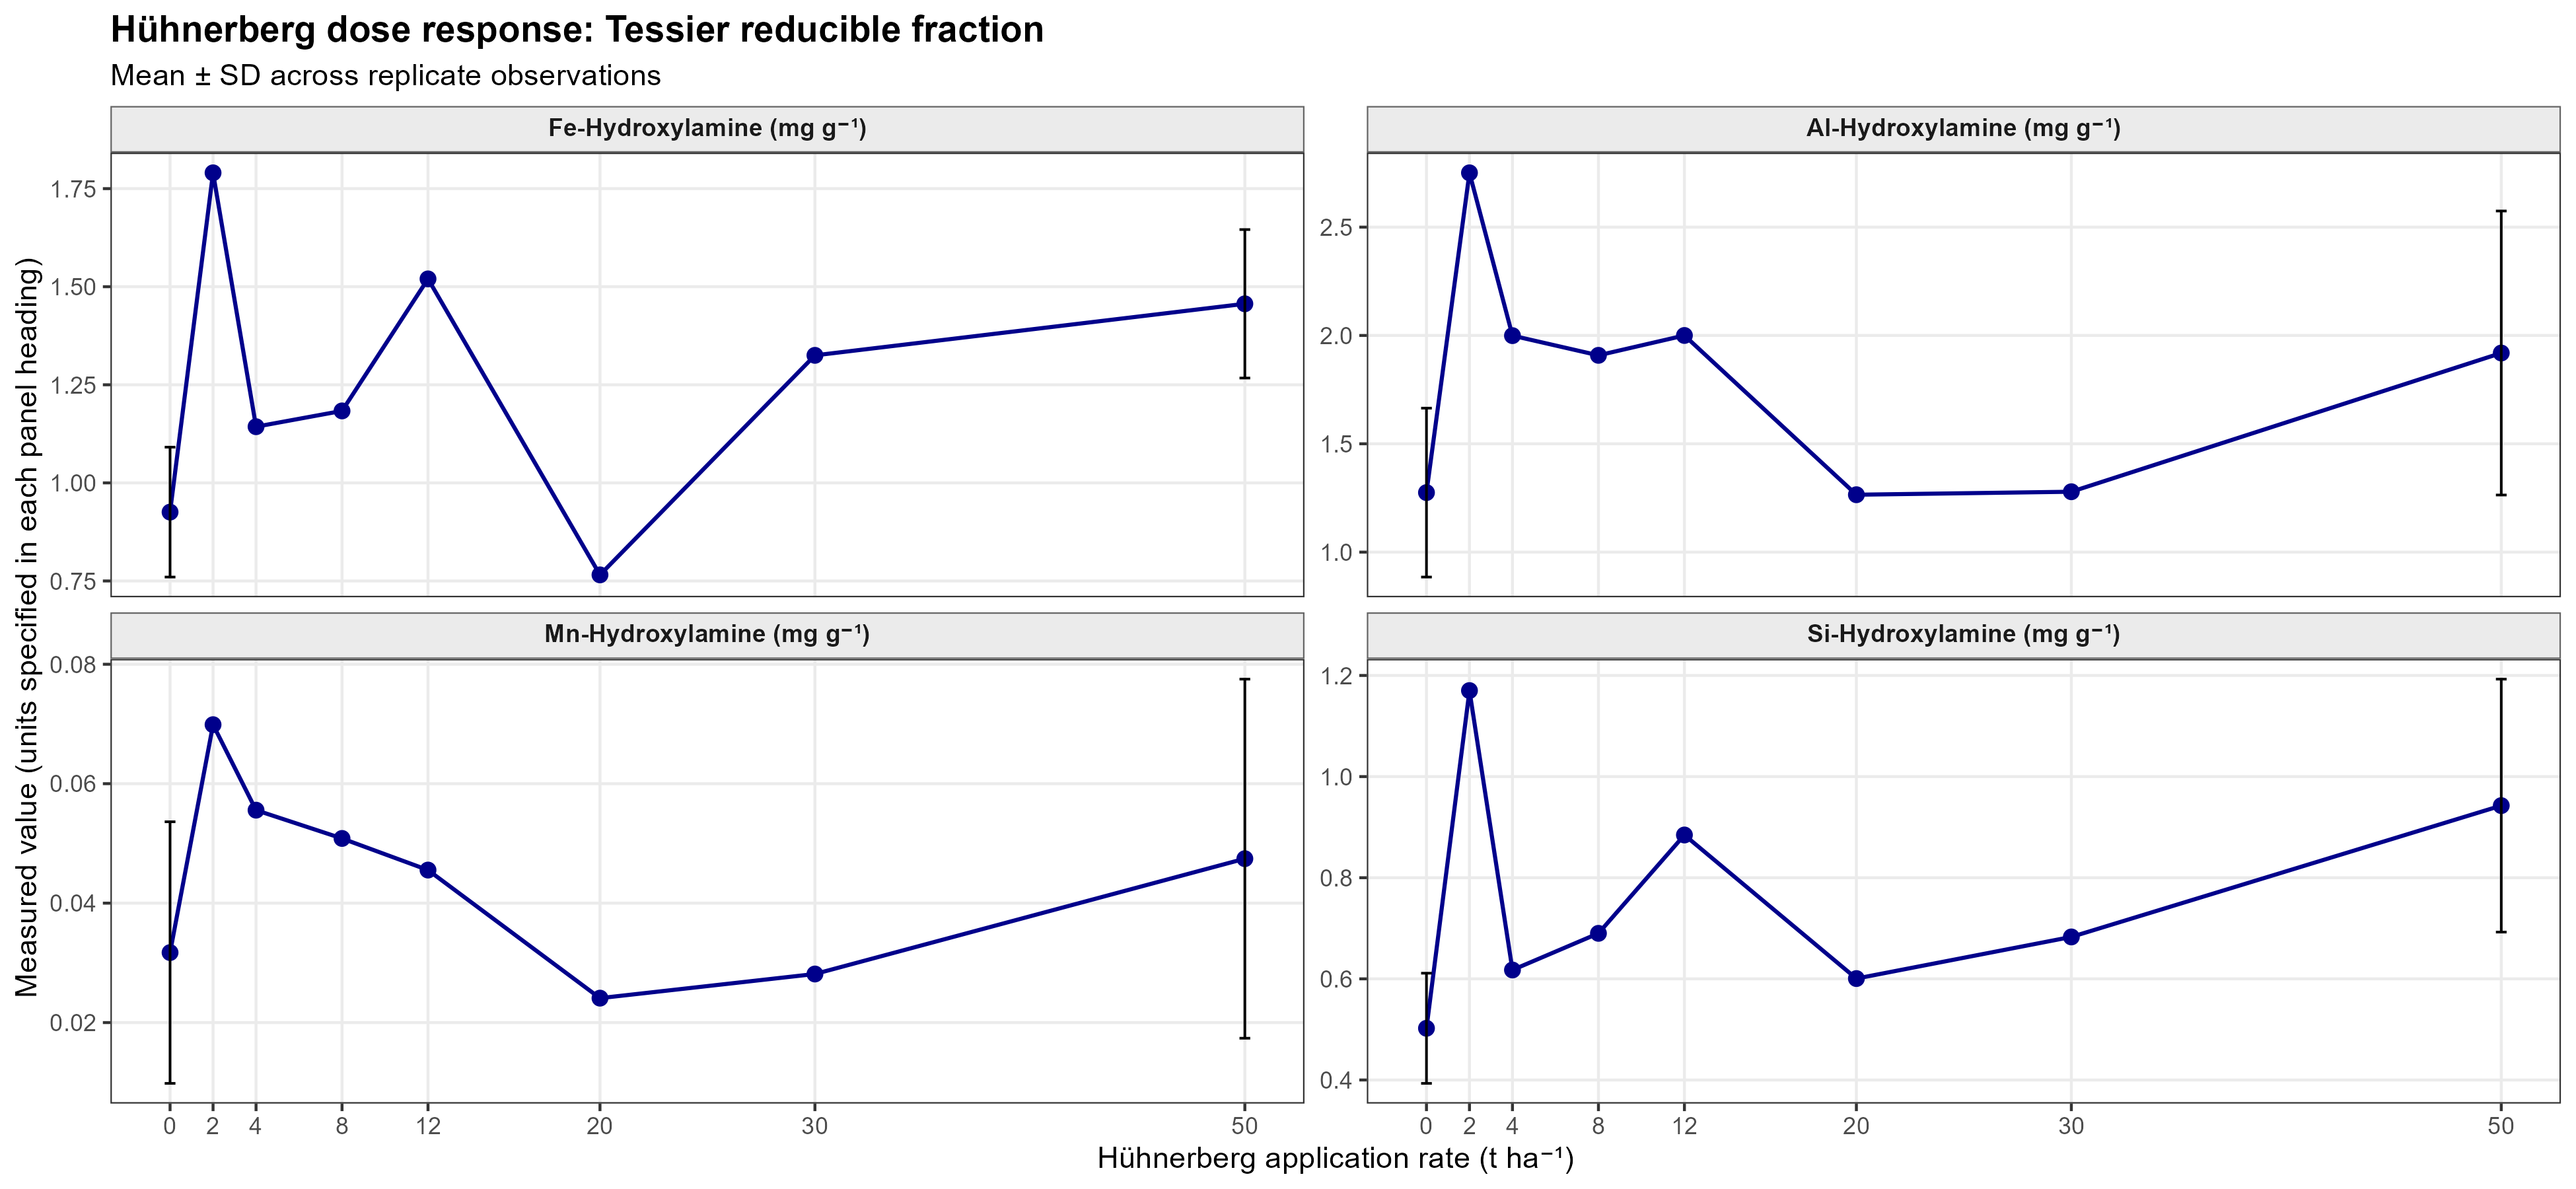 Hühnerberg dose response: Tessier reducible fraction
Mean ± SD across replicate observations
Measured value (units specified in each panel heading)
Fe-Hydroxylamine (mg g⁻¹)
1.75
1.50
1.25
1.00
0.75
Al-Hydroxylamine (mg g⁻¹)
2.5
2.0
1.5
1.0
Mn-Hydroxylamine (mg g⁻¹)
0.08
0.06
0.04
0.02
0 2 4 8 12 20 30 50
Si-Hydroxylamine (mg g⁻¹)
1.2
1.0
0.8
0.6
0.4
0 2 4 8 12 20 30 50
Hühnerberg application rate (t ha⁻¹)